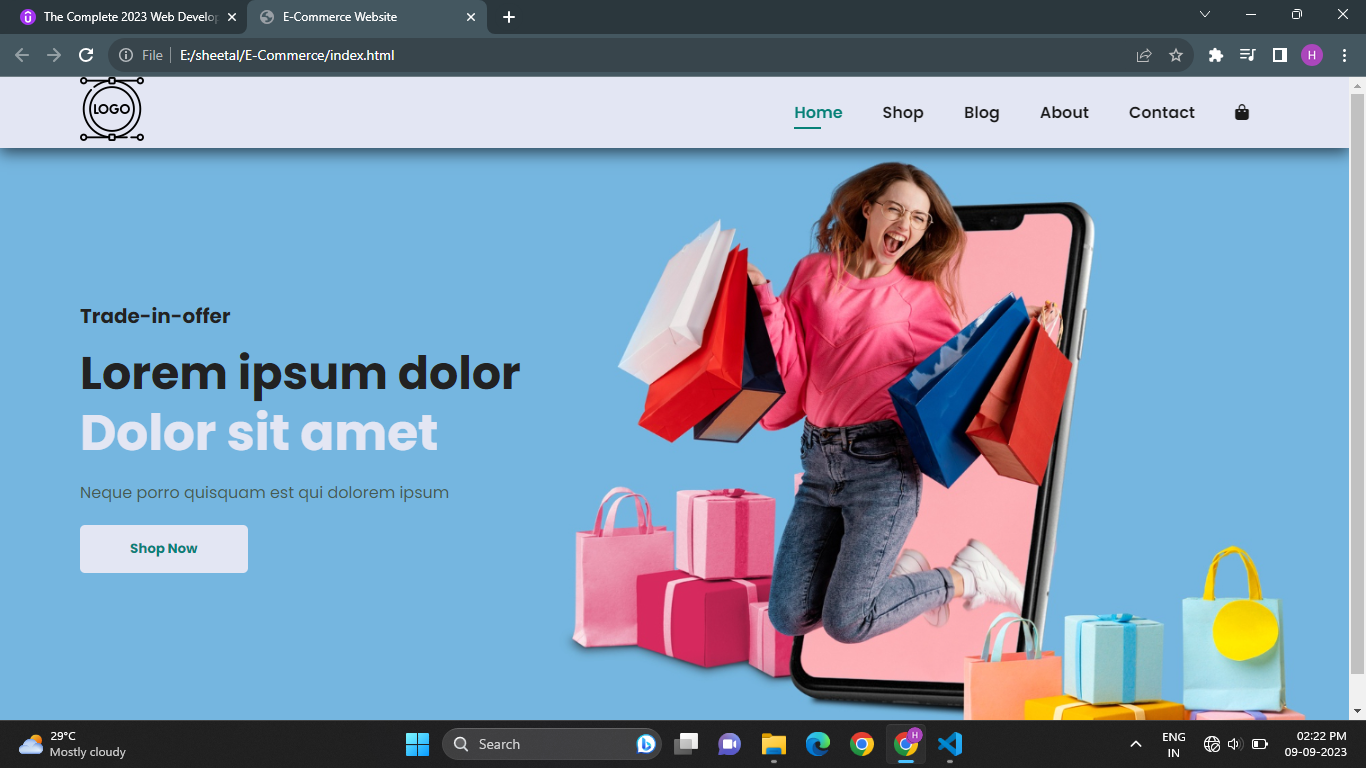 The Complete 2023 Web Develop
E-Commerce Website
File
E:/sheetal/E-Commerce/index.html
H
LOGO
Home
Shop
Blog
About
Contact
Trade-in-offer
Lorem ipsum dolor
Dolor sit amet
Neque porro quisquam est qui dolorem ipsum
Shop Now
29°C
Mostly cloudy
Search
H
ENG
IN
02:22 PM
09-09-2023